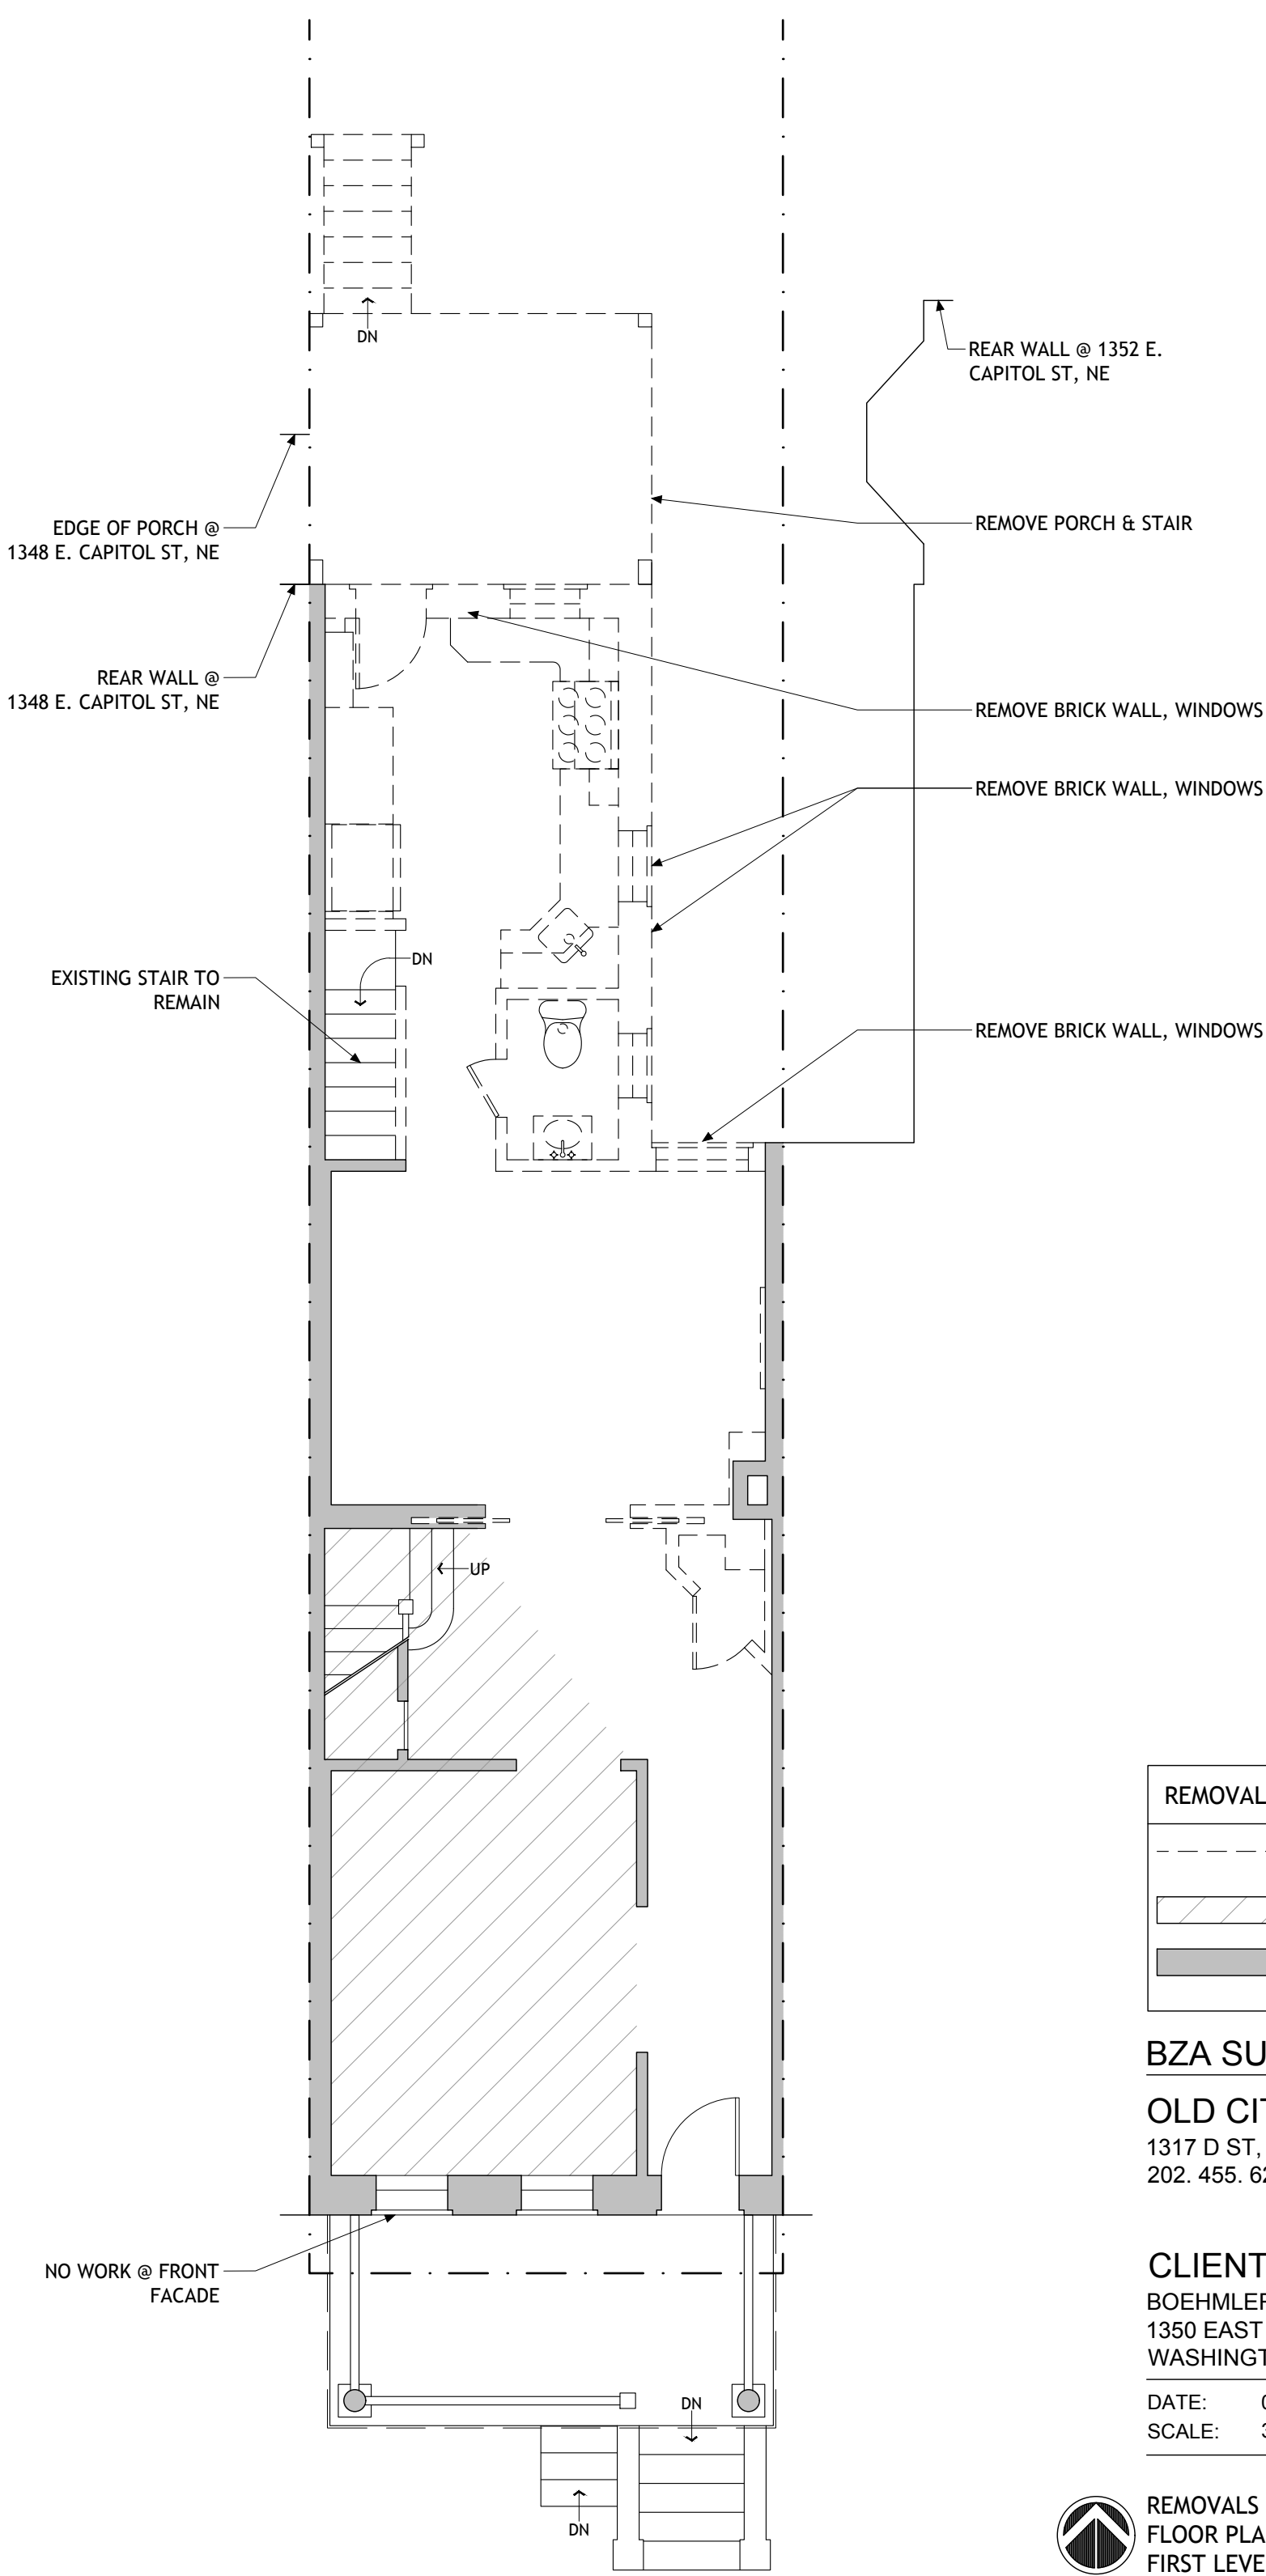 DN
REAR WALL @ 1352 E.
CAPITOL ST, NE
EDGE OF PORCH @
1348 E. CAPITOL ST, NE
REMOVE PORCH & STAIR
REAR WALL @
1348 E. CAPITOL ST, NE
REMOVE BRICK WALL, WINDOWS
REMOVE BRICK WALL, WINDOWS
DN
EXISTING STAIR TO
REMAIN
REMOVE BRICK WALL, WINDOWS
UP
REMOVAL
BZA SU
OLD CIT
1317 D ST,
202. 455. 62
NO WORK @ FRONT
FACADE
CLIENT
BOEHMLER
1350 EAST
WASHINGT
DN
DATE: 0
SCALE: 3
DN
REMOVALS
FLOOR PLA
FIRST LEVE